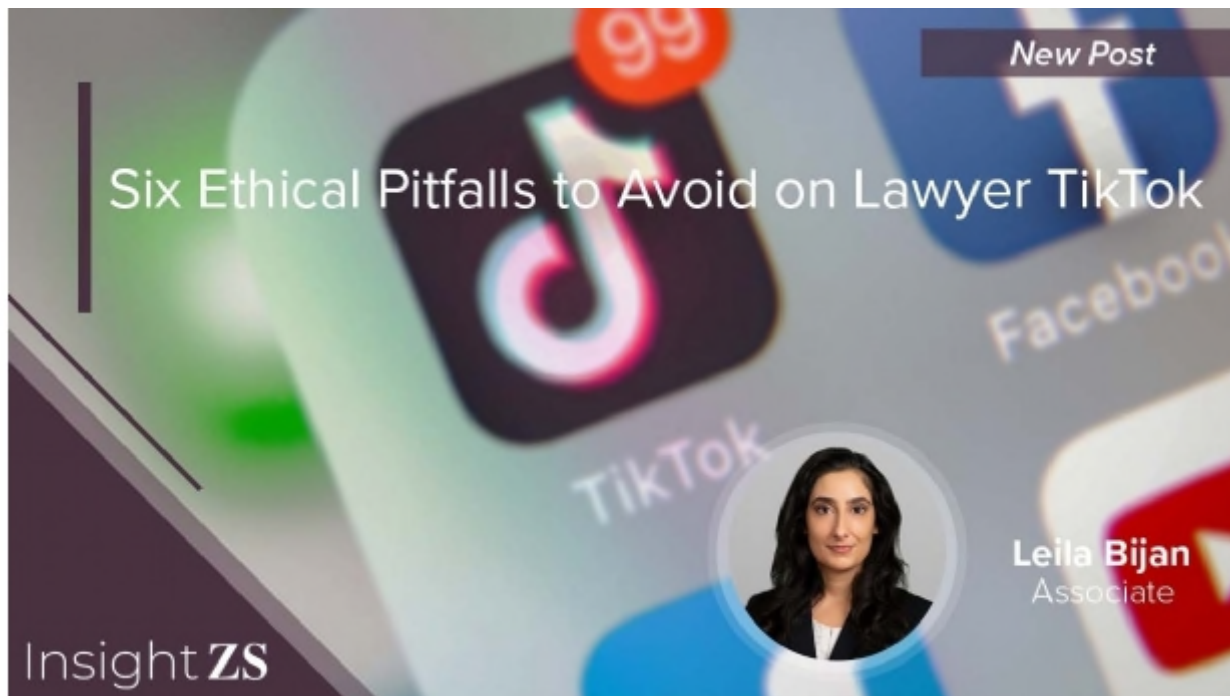 99
New Post
Six Ethical Pitfalls to Avoid on Lawyer TikTok
Facebook
TikTok
Leila Bijan
Associate
Insight ZS